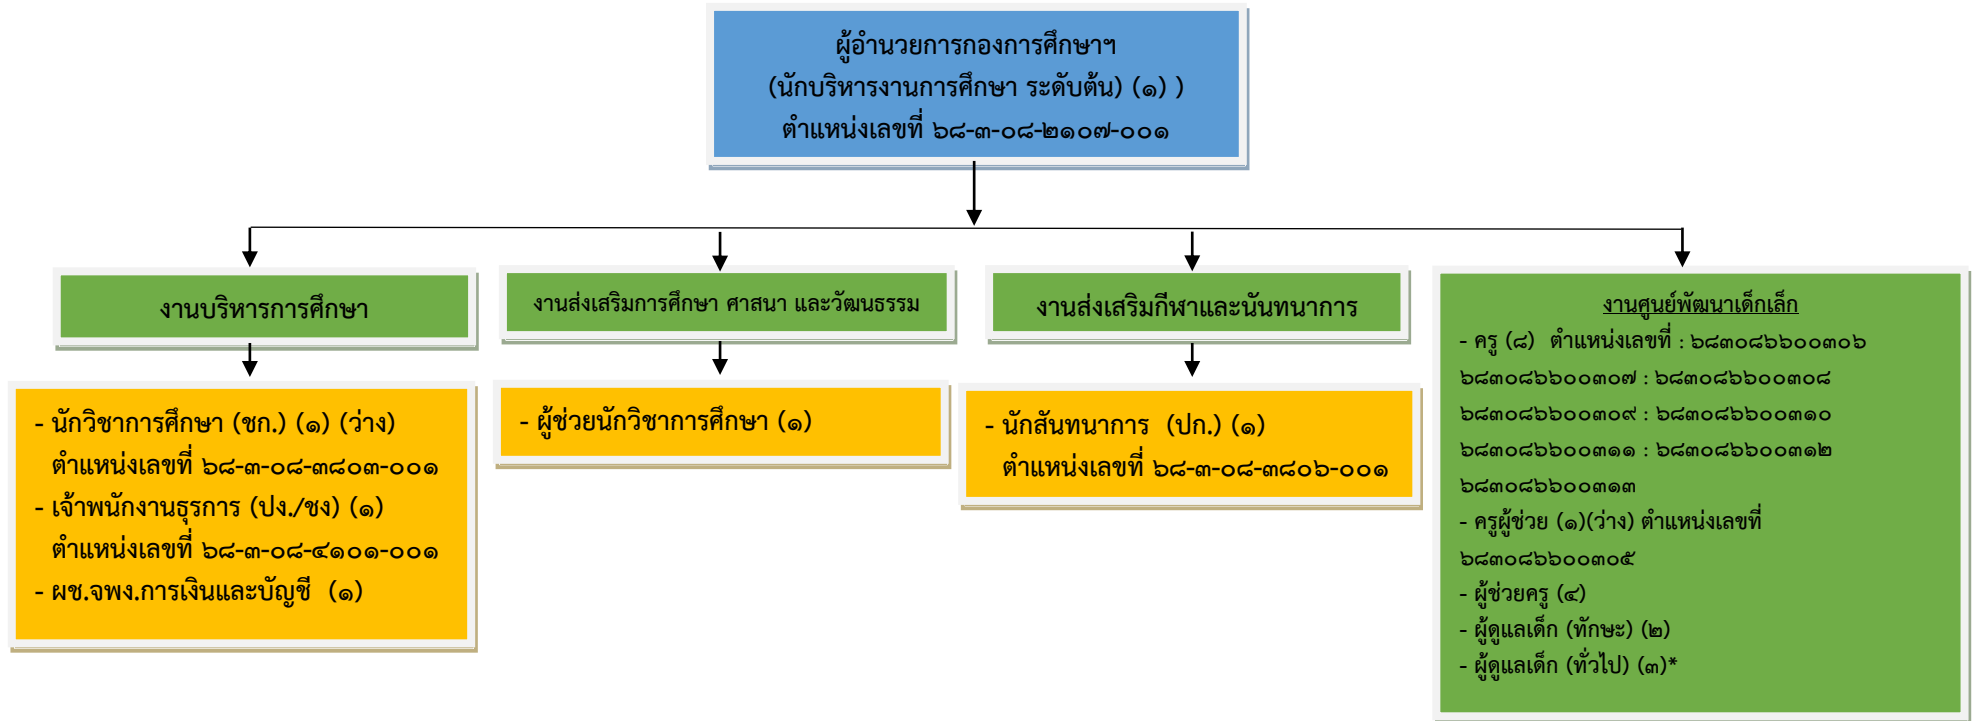 ผู้อำนวยการกองการศึกษาฯ
(นักบริหารงานการศึกษา ระดับต้น) (๑) )
ตำแหน่งเลขที่ ๖๘-๓-๐๘-๒๑๐๗-๐๐๑
งานบริหารการศึกษา
- นักวิชาการศึกษา (ชก.) (๑) (ว่าง)
ตำแหน่งเลขที่ ๖๘-๓-๐๘-๓๘๐๓-๐๐๑
- เจ้าพนักงานธุรการ (ปง./ชง) (๑)
ตำแหน่งเลขที่ ๖๘-๓-๐๘-๔๑๐๑-๐๐๑
- ผช.จพง.การเงินและบัญชี (๑)
งานส่งเสริมการศึกษา ศาสนา และวัฒนธรรม
- ผู้ช่วยนักวิชาการศึกษา (๑)
งานส่งเสริมกีฬาและนันทนาการ
- นักสันทนาการ (ปก.) (๑)
ตำแหน่งเลขที่ ๖๘-๓-๐๘-๓๘๐๖-๐๐๑
งานศูนย์พัฒนาเด็กเล็ก
- ครู (๘) ตำแหน่งเลขที่ : ๖๘๓๐๘๖๖๐๐๓๐๖
๖๘๓๐๘๖๖๐๐๓๐๗ : ๖๘๓๐๘๖๖๐๐๓๐๘
๖๘๓๐๘๖๖๐๐๓๐๙ : ๖๘๓๐๘๖๖๐๐๓๑๐
๖๘๓๐๘๖๖๐๐๓๑๑ : ๖๘๓๐๘๖๖๐๐๓๑๒
๖๘๓๐๘๖๖๐๐๓๑๓
- ครูผู้ช่วย (๑)(ว่าง) ตำแหน่งเลขที่
๖๘๓๐๘๖๖๐๐๓๐๕
- ผู้ช่วยครู (๔)
- ผู้ดูแลเด็ก (ทักษะ) (๒)
- ผู้ดูแลเด็ก (ทั่วไป) (๓)*